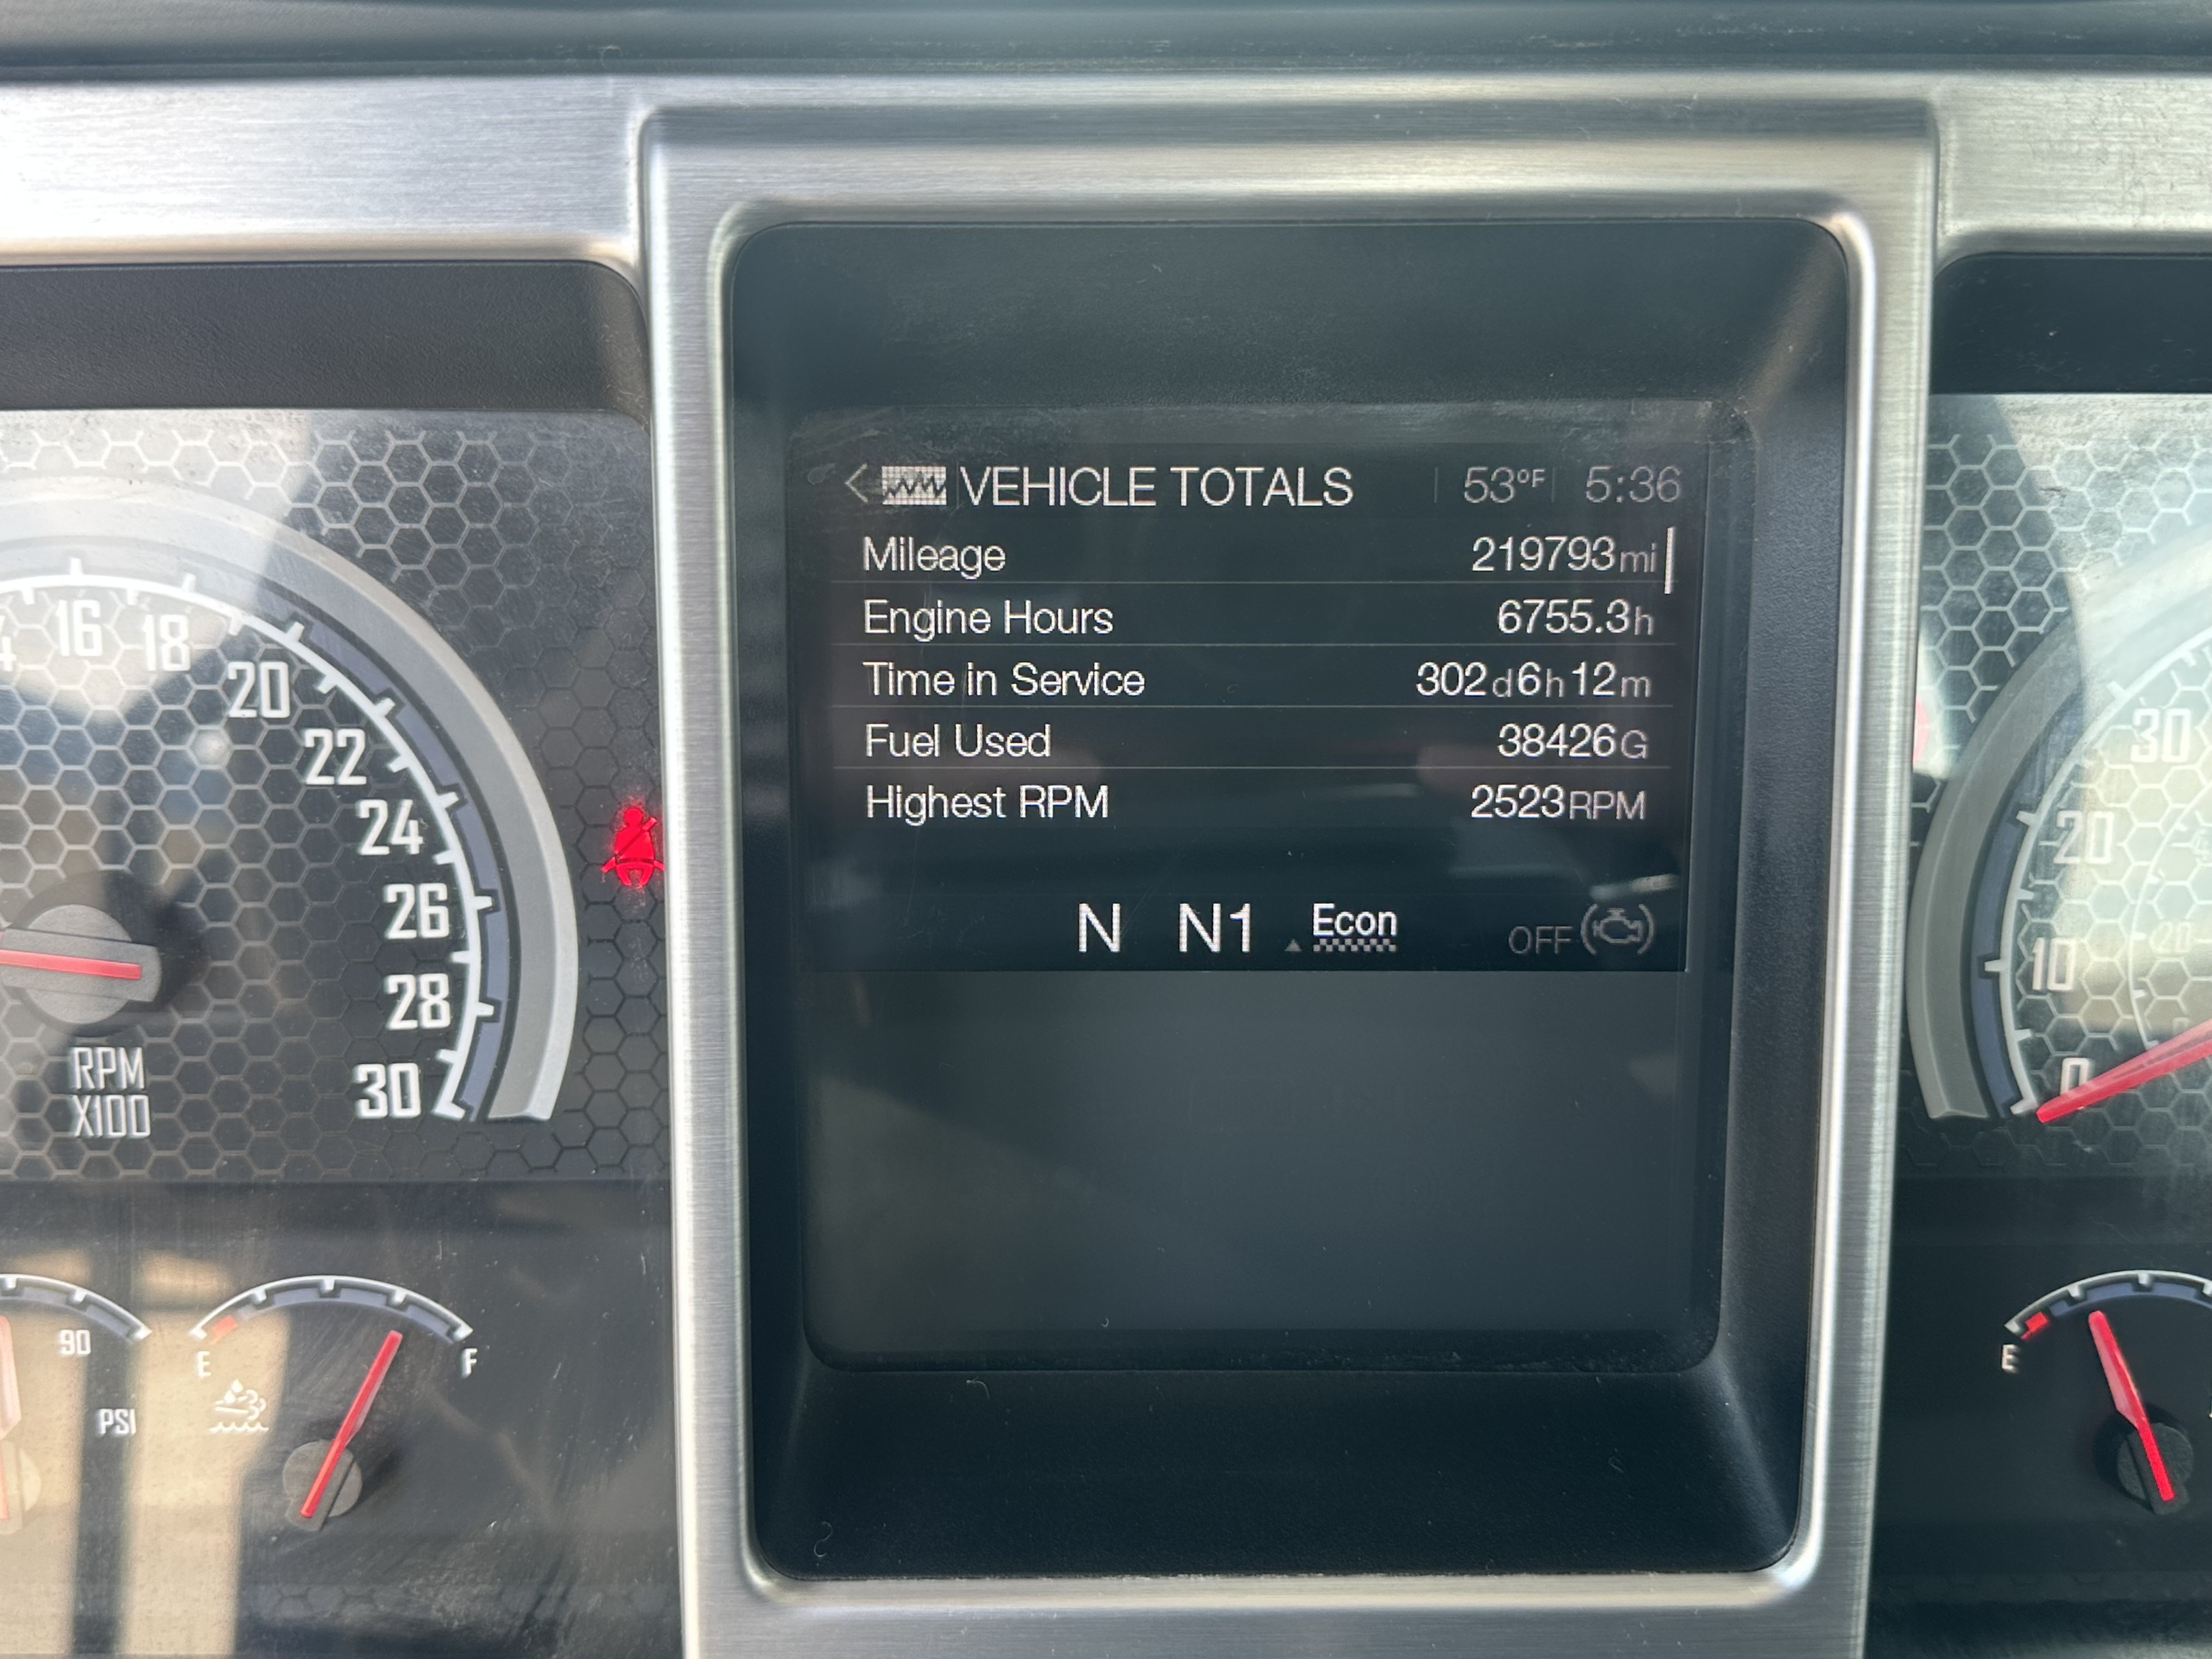 < VEHICLE TOTALS 53°F 5:36
Mileage 219793mi
Engine Hours 6755.3h
Time in Service 302d6h12m
Fuel Used 38426G
Highest RPM 2523RPM
N N1 Econ OFF
16
18
20
22
24
26
28
30
RPM
X100
90
PSI
E
F
30
20
10
0
20
E